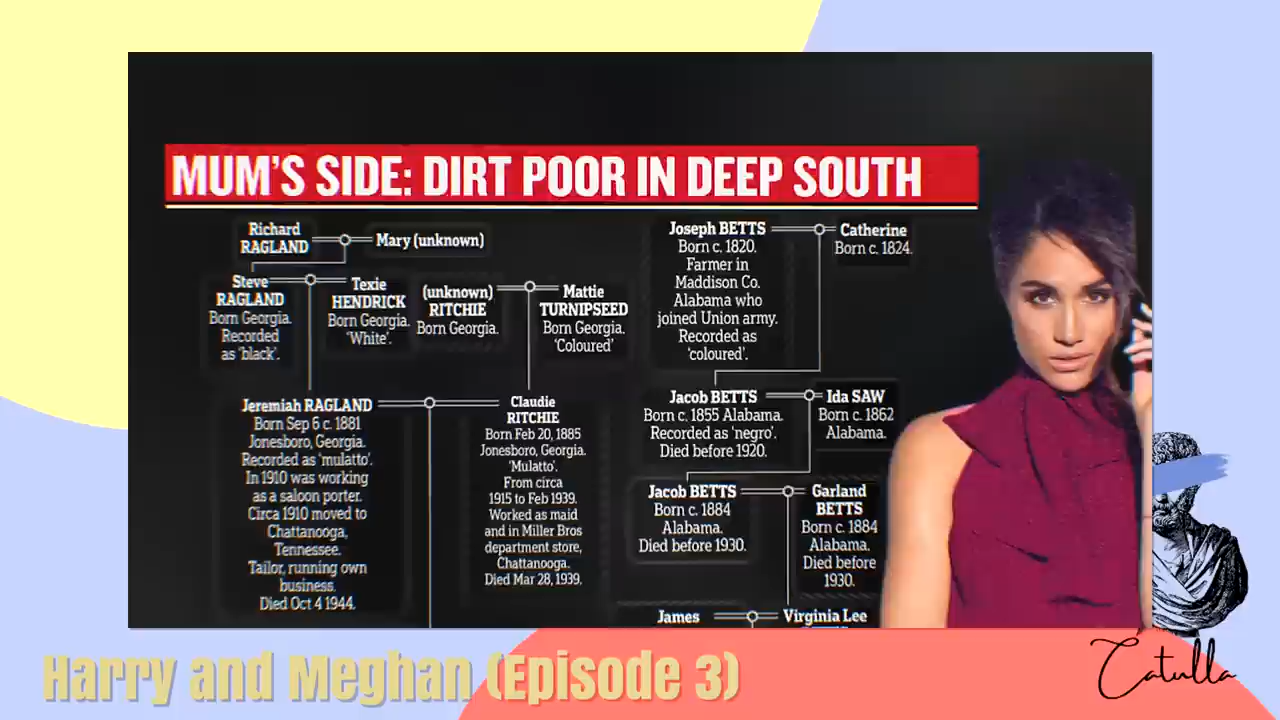 MUM'S SIDE: DIRT POOR IN DEEP SOUTH
Richard
RAGLAND
Mary (unknown)
Steve
RAGLAND
Born Georgia.
Recorded
as 'black'.
Texie
HENDRICK
Born Georgia.
'White'.
(unknown)
RITCHIE
Born Georgia.
Mattie
TURNIPSEED
Born Georgia.
'Coloured'
Jeremiah RAGLAND
Born Sep 6 c. 1881
Jonesboro, Georgia.
Recorded as 'mulatto'.
In 1910 was working
as a saloon porter.
Circa 1910 moved to
Chattanooga,
Tennessee.
Tailor, running own
business.
Died Oct 4 1944.
Claudie
RITCHIE
Born Feb 20, 1885
Jonesboro, Georgia.
'Mulatto'.
From circa
1915 to Feb 1939.
Worked as maid
and in Miller Bros
department store,
Chattanooga.
Died Mar 28, 1939.
Joseph BETTS
Born c. 1820.
Farmer in
Maddison Co.
Alabama who
joined Union army.
Recorded as
'coloured'.
Catherine
Born c. 1824.
Jacob BETTS
Born c. 1855 Alabama.
Recorded as 'negro'.
Died before 1920.
Ida SAW
Born c. 1862
Alabama.
Jacob BETTS
Born c. 1884
Alabama.
Died before 1930.
Garland
BETTS
Born c. 1884
Alabama.
Died before
1930.
James
Virginia Lee
Harry and Meghan (Episode 3)
Catulla